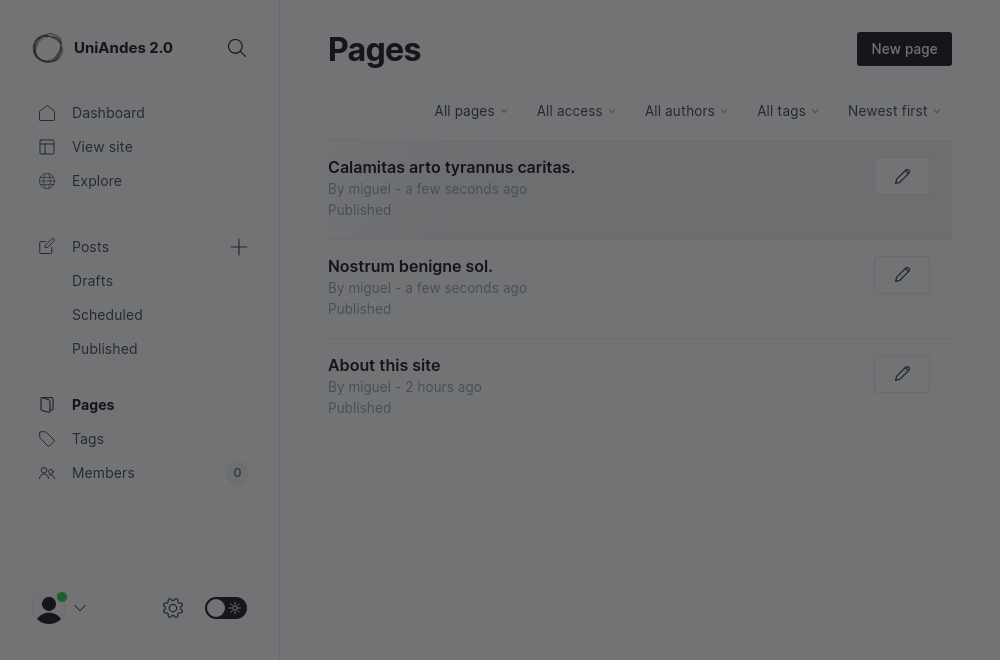 UniAndes 2.0
Dashboard
View site
Explore
Posts
Drafts
Scheduled
Published
Pages
Tags
Members
0
Pages
New page
All pages
All access
All authors
All tags
Newest first
Calamitas arto tyrannus caritas.
By miguel - a few seconds ago
Published
Nostrum benigne sol.
By miguel - a few seconds ago
Published
About this site
By miguel - 2 hours ago
Published